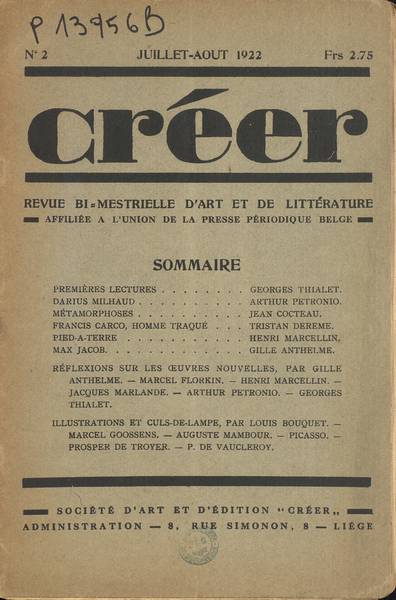 P 13956B
N° 2 JUILLET-AOUT 1922 Frs 2.75
créer
REVUE BI-MESTRIELLE D'ART ET DE LITTÉRATURE
AFFILIÉE A L'UNION DE LA PRESSE PÉRIODIQUE BELGE
SOMMAIRE
PREMIÈRES LECTURES . . . . . . . . GEORGES THIALET.
DARIUS MILHAUD . . . . . . . . . . ARTHUR PETRONIO.
MÉTAMORPHOSES . . . . . . . . . . JEAN COCTEAU.
FRANCIS CARCO, HOMME TRAQUÉ . . . TRISTAN DEREME.
PIED-A-TERRE . . . . . . . . . . . HENRI MARCELLIN,
MAX JACOB. . . . . . . . . . . . . GILLE ANTHELME.
RÉFLEXIONS SUR LES ŒUVRES NOUVELLES, PAR GILLE
ANTHELME. — MARCEL FLORKIN. — HENRI MARCELLIN. —
JACQUES MARLANDE. — ARTHUR PETRONIO. — GEORGES
THIALET.
ILLUSTRATIONS ET CULS-DE-LAMPE, PAR LOUIS BOUQUET. —
MARCEL GOOSSENS. — AUGUSTE MAMBOUR. — PICASSO. —
PROSPER DE TROYER. — P. DE VAUCLEROY.
SOCIÉTÉ D'ART ET D'ÉDITION "CRÉER"
ADMINISTRATION — 8, RUE SIMONON, 8 — LIÉGE